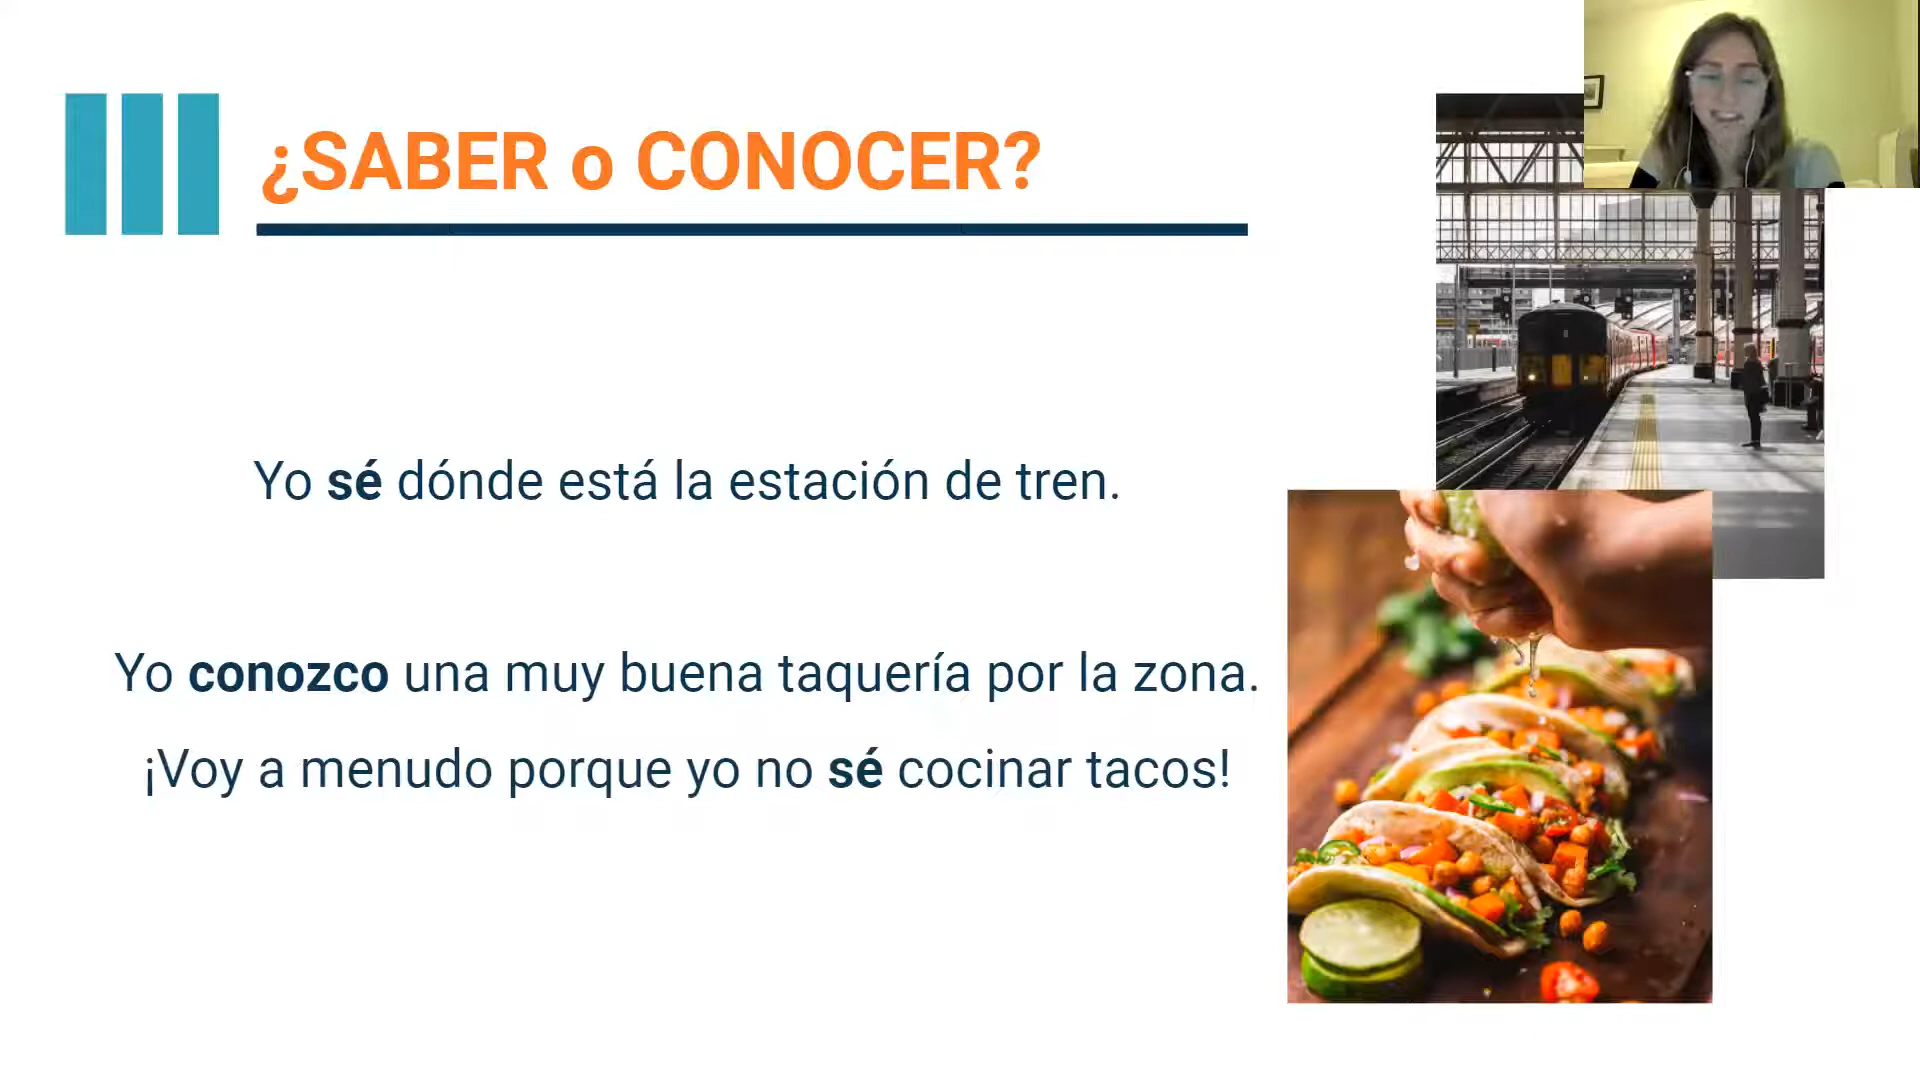 ¿SABER o CONOCER?
Yo sé dónde está la estación de tren.
Yo conozco una muy buena taquería por la zona.
¡Voy a menudo porque yo no sé cocinar tacos!